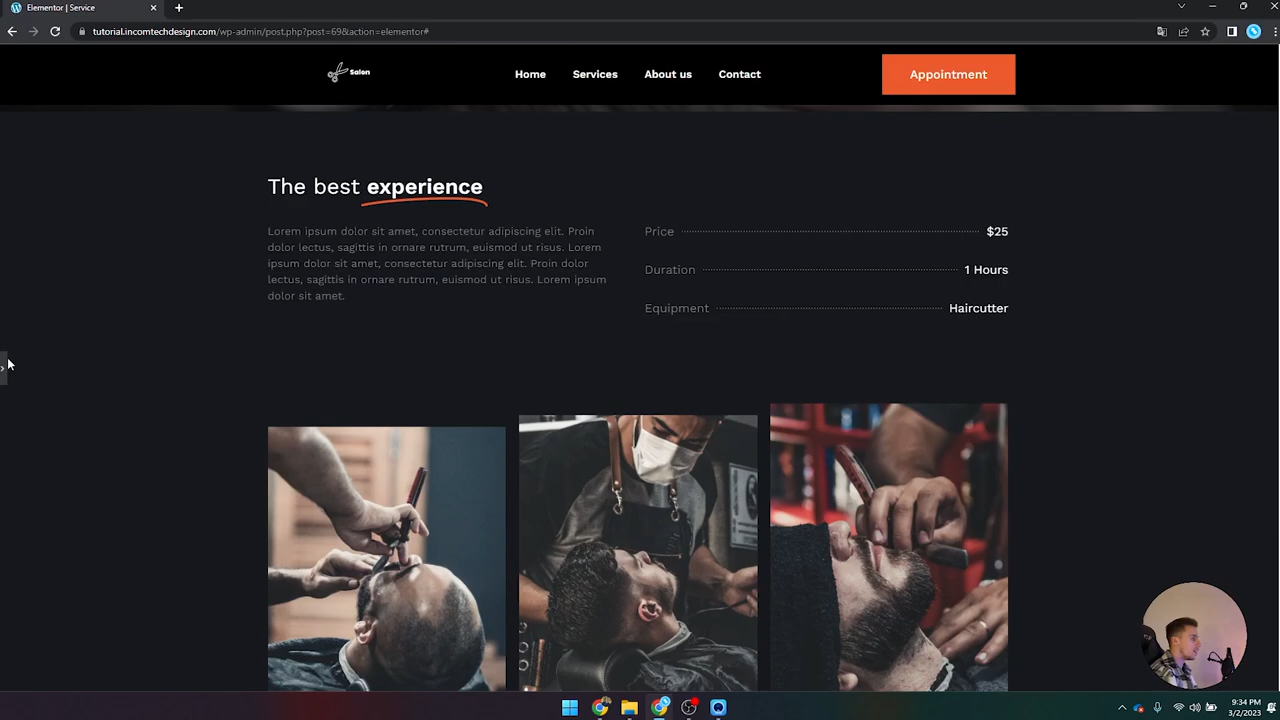 Elementor | Service
tutorial.incomtechdesign.com/wp-admin/post.php?post=69&action=elementor#
Salon
Home
Services
About us
Contact
Appointment
The best experience
Lorem ipsum dolor sit amet, consectetur adipiscing elit. Proin
dolor lectus, sagittis in ornare rutrum, euismod ut risus. Lorem
ipsum dolor sit amet, consectetur adipiscing elit. Proin dolor
lectus, sagittis in ornare rutrum, euismod ut risus. Lorem ipsum
dolor sit amet.
Price $25
Duration 1 Hours
Equipment Haircutter
9:34 PM
3/2/2023